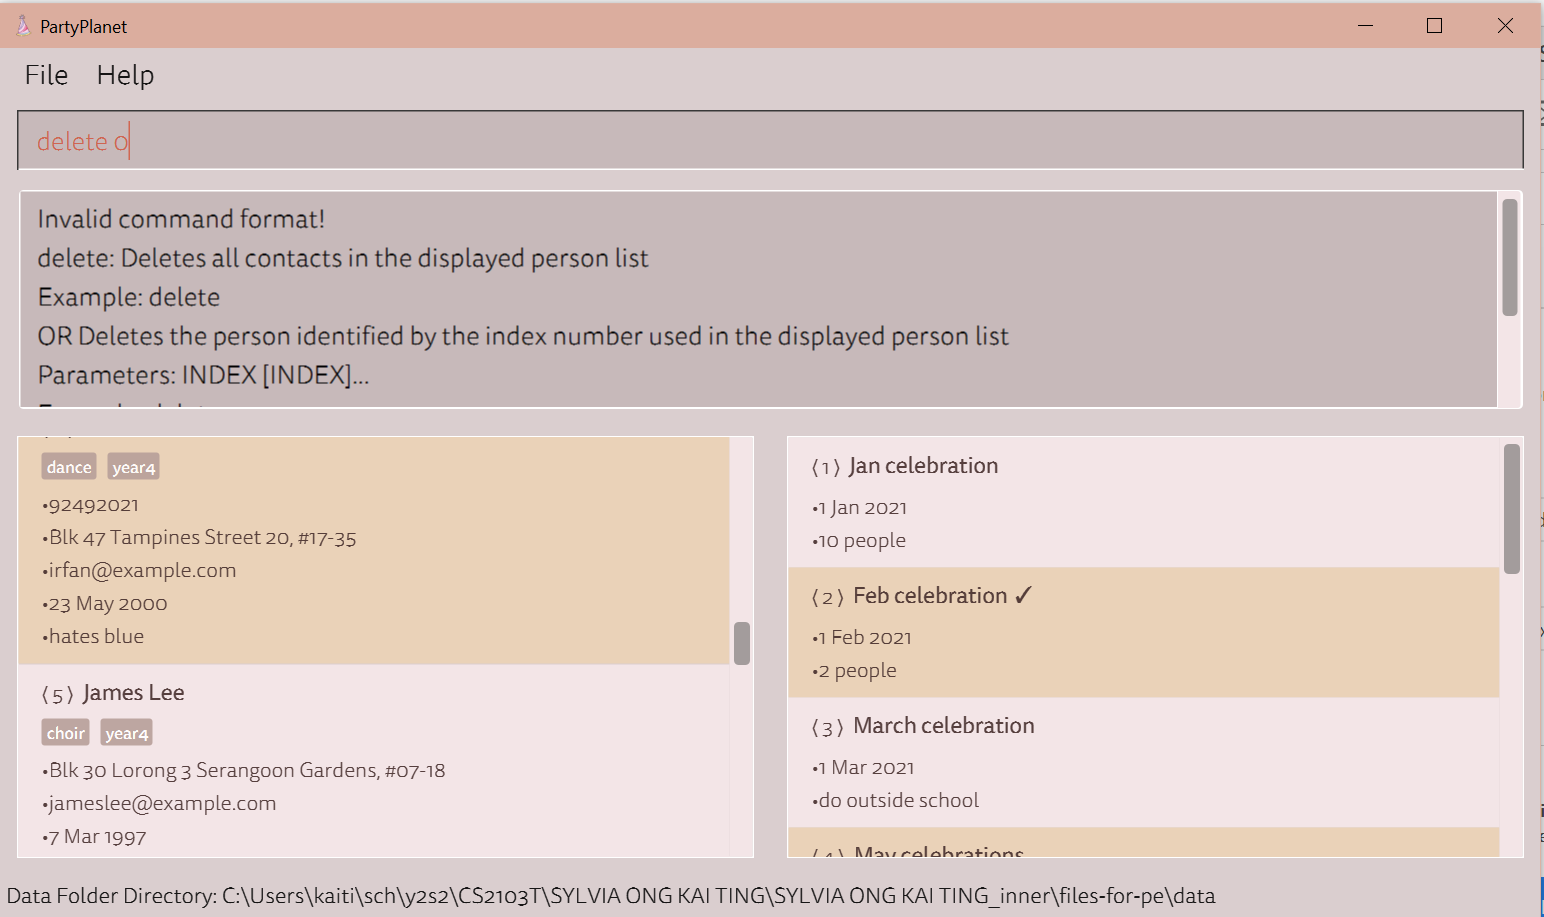 PartyPlanet
File Help
delete 0
Invalid command format!
delete: Deletes all contacts in the displayed person list
Example: delete
OR Deletes the person identified by the index number used in the displayed person list
Parameters: INDEX [INDEX]...
dance year4
•92492021
•Blk 47 Tampines Street 20, #17-35
•irfan@example.com
•23 May 2000
•hates blue
⟨5⟩ James Lee
choir year4
•Blk 30 Lorong 3 Serangoon Gardens, #07-18
•jameslee@example.com
•7 Mar 1997
⟨1⟩ Jan celebration
•1 Jan 2021
•10 people
⟨2⟩ Feb celebration ✓
•1 Feb 2021
•2 people
⟨3⟩ March celebration
•1 Mar 2021
•do outside school
⟨4⟩ May celebrations
Data Folder Directory: C:\Users\kaiti\sch\y2s2\CS2103T\SYLVIA ONG KAI TING\SYLVIA ONG KAI TING_inner\files-for-pe\data